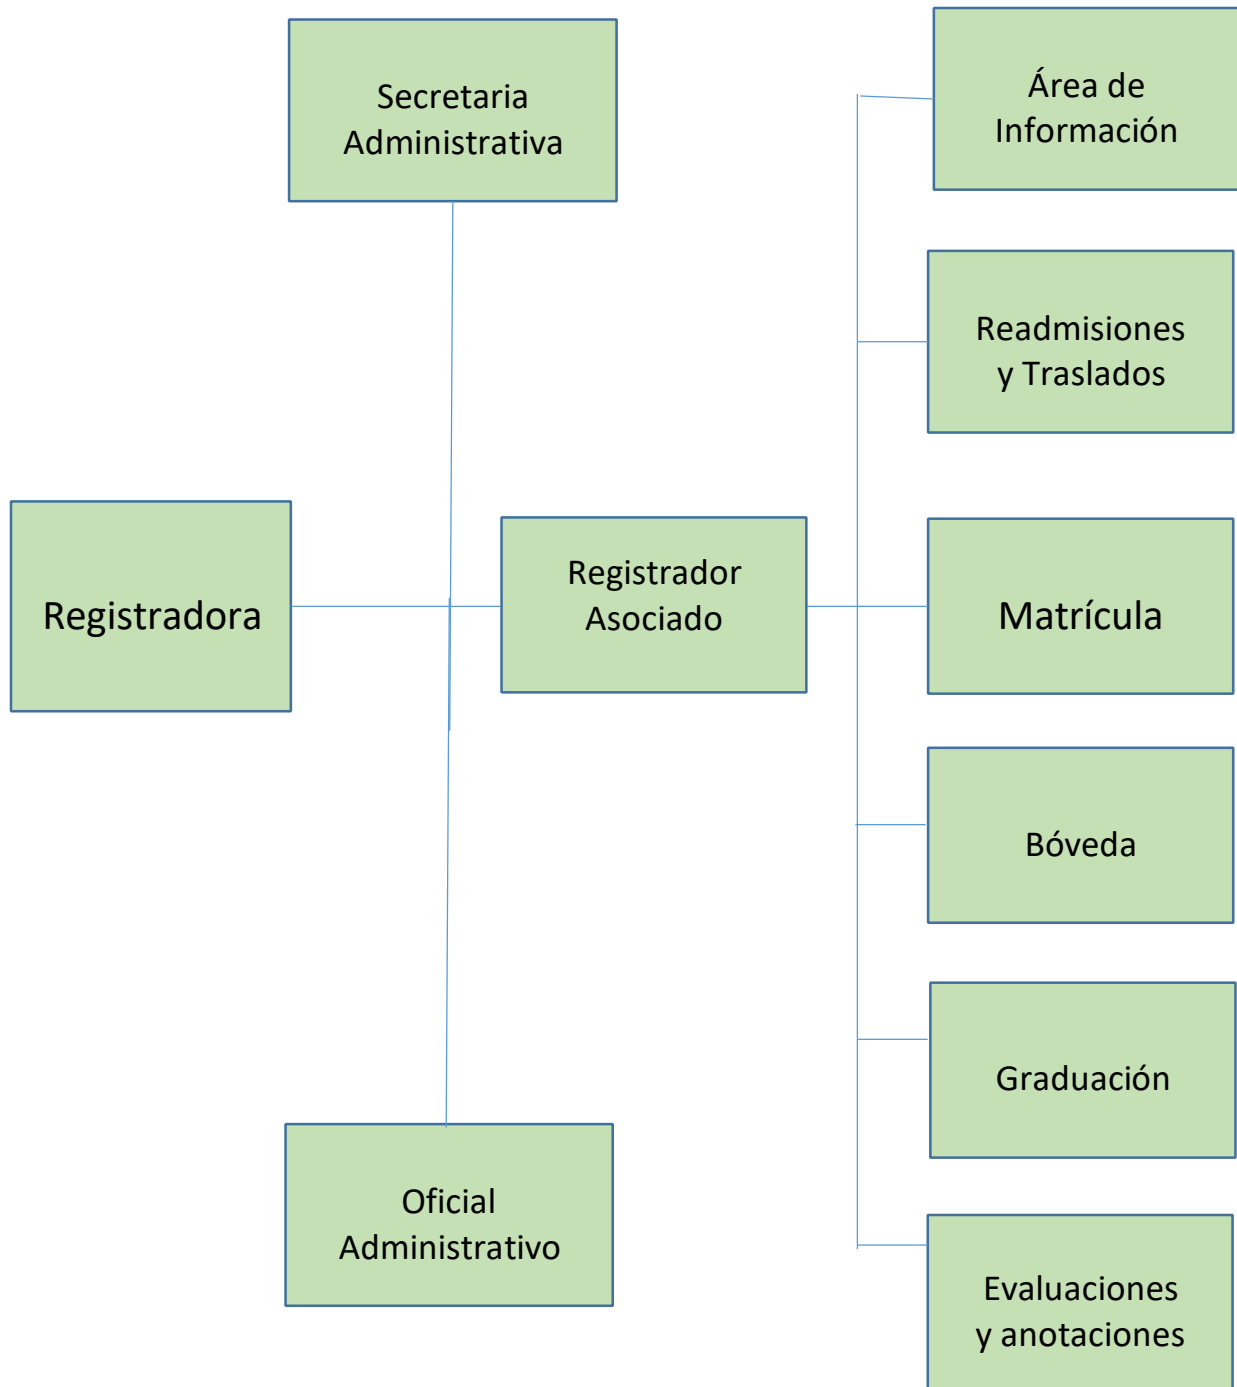 Secretaria
Administrativa
Registradora
Registrador
Asociado
Oficial
Administrativo
Área de
Información
Readmisiones
y Traslados
Matrícula
Bóveda
Graduación
Evaluaciones
y anotaciones